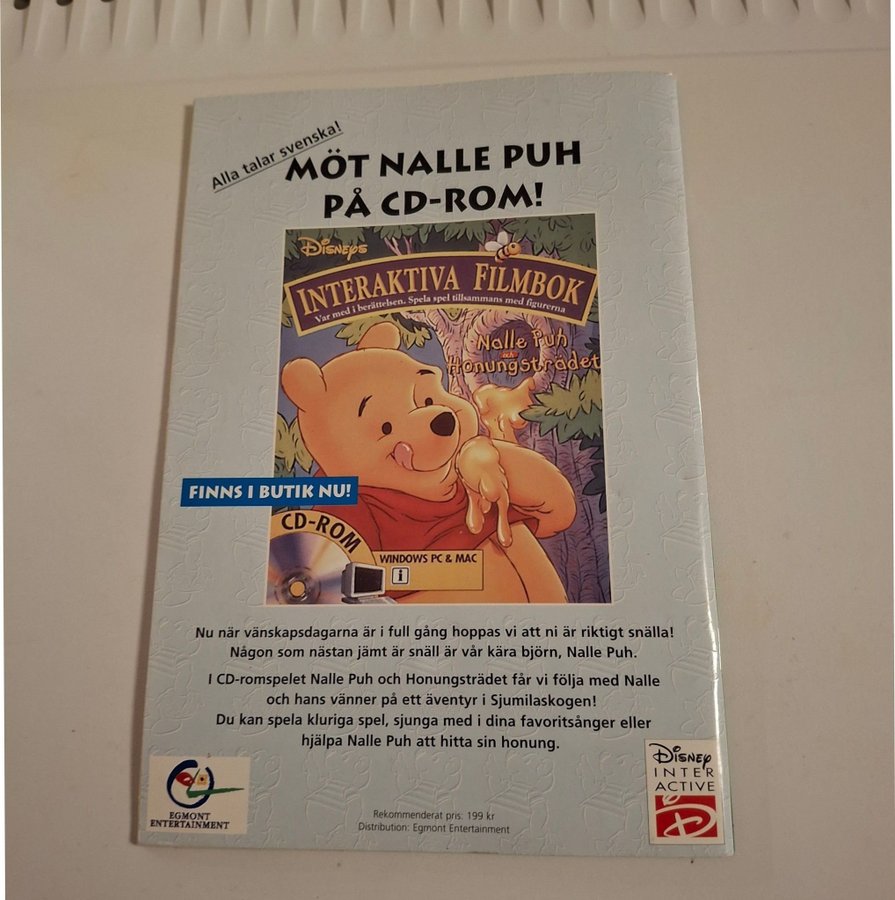 Alla talar svenska!
MÖT NALLE PUH
PÅ CD-ROM!
Disneys
INTERAKTIVA FILMBOK
Var med i berättelsen. Spela spel tillsammans med figurerna
Nalle Puh
och
Honungsträdet
FINNS I BUTIK NU!
CD-ROM
WINDOWS PC & MAC
i
Nu när vänskapsdagarna är i full gång hoppas vi att ni är riktigt snälla!
Någon som nästan jämt är snäll är vår kära björn, Nalle Puh.
I CD-romspelet Nalle Puh och Honungsträdet får vi följa med Nalle
och hans vänner på ett äventyr i Sjumilaskogen!
Du kan spela kluriga spel, sjunga med i dina favoritsånger eller
hjälpa Nalle Puh att hitta sin honung.
EGMONT
ENTERTAINMENT
Rekommenderat pris: 199 kr
Distribution: Egmont Entertainment
Disney
INTER
ACTIVE
D